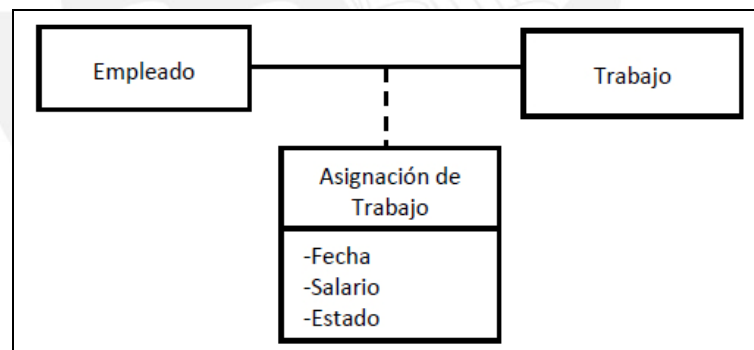 Empleado
Trabajo
Asignación de
Trabajo
-Fecha
-Salario
-Estado